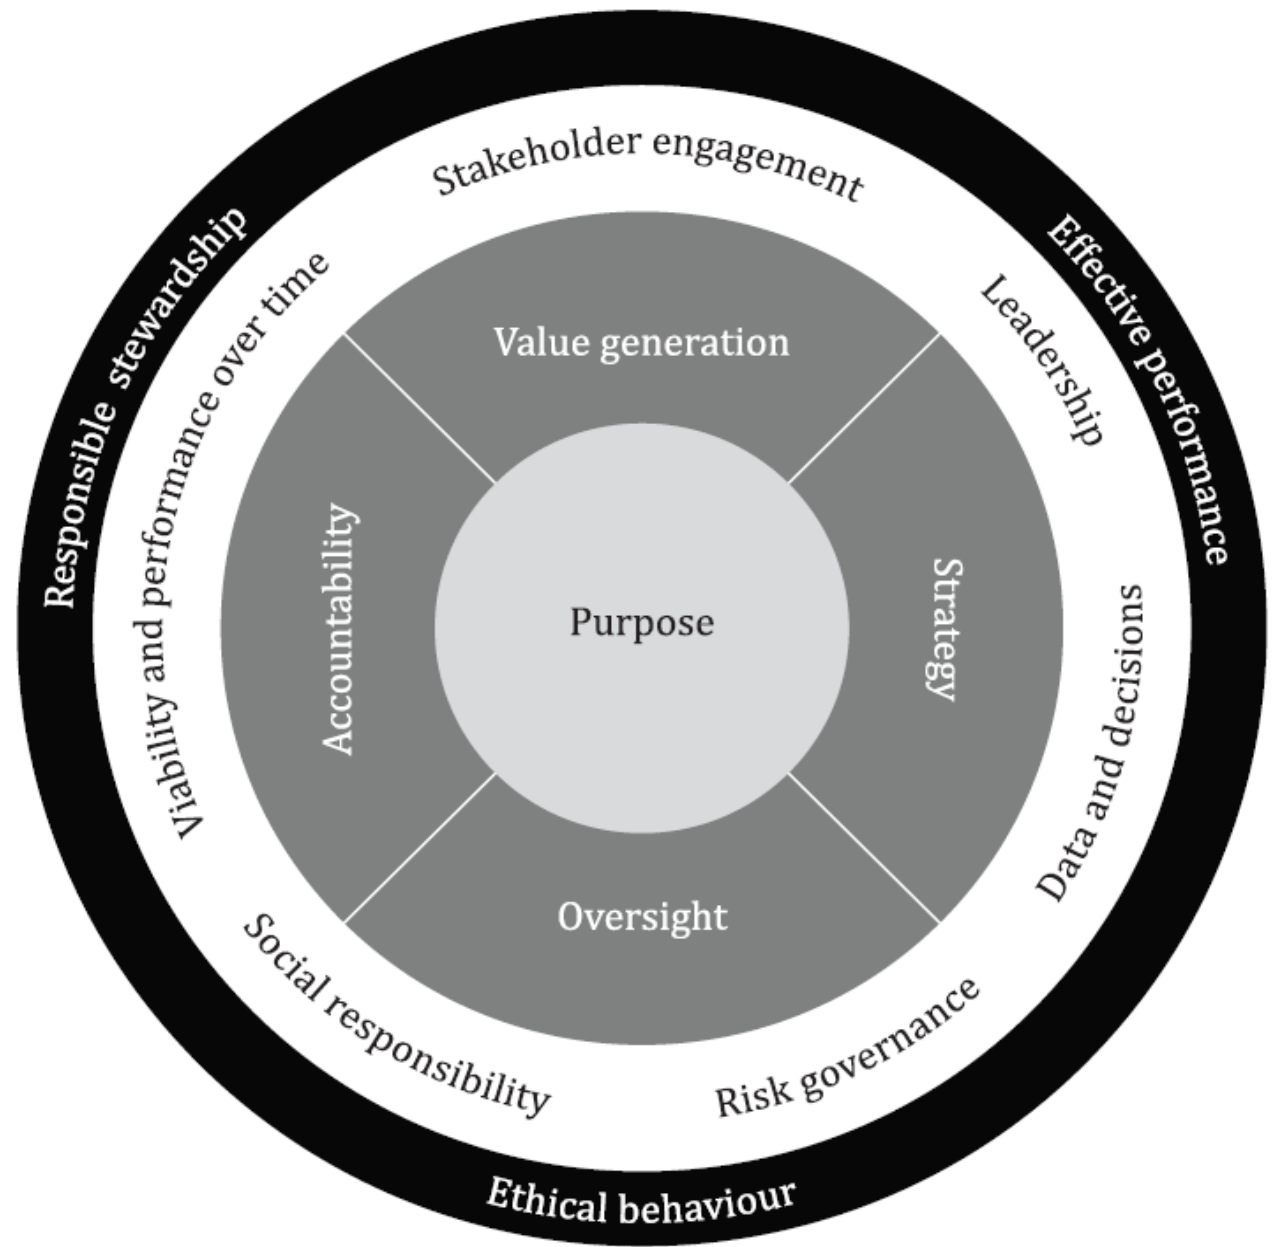 Responsible stewardship
Effective performance
Ethical behaviour
Stakeholder engagement
Leadership
Data and decisions
Risk governance
Social responsibility
Viability and performance over time
Value generation
Strategy
Oversight
Accountability
Purpose